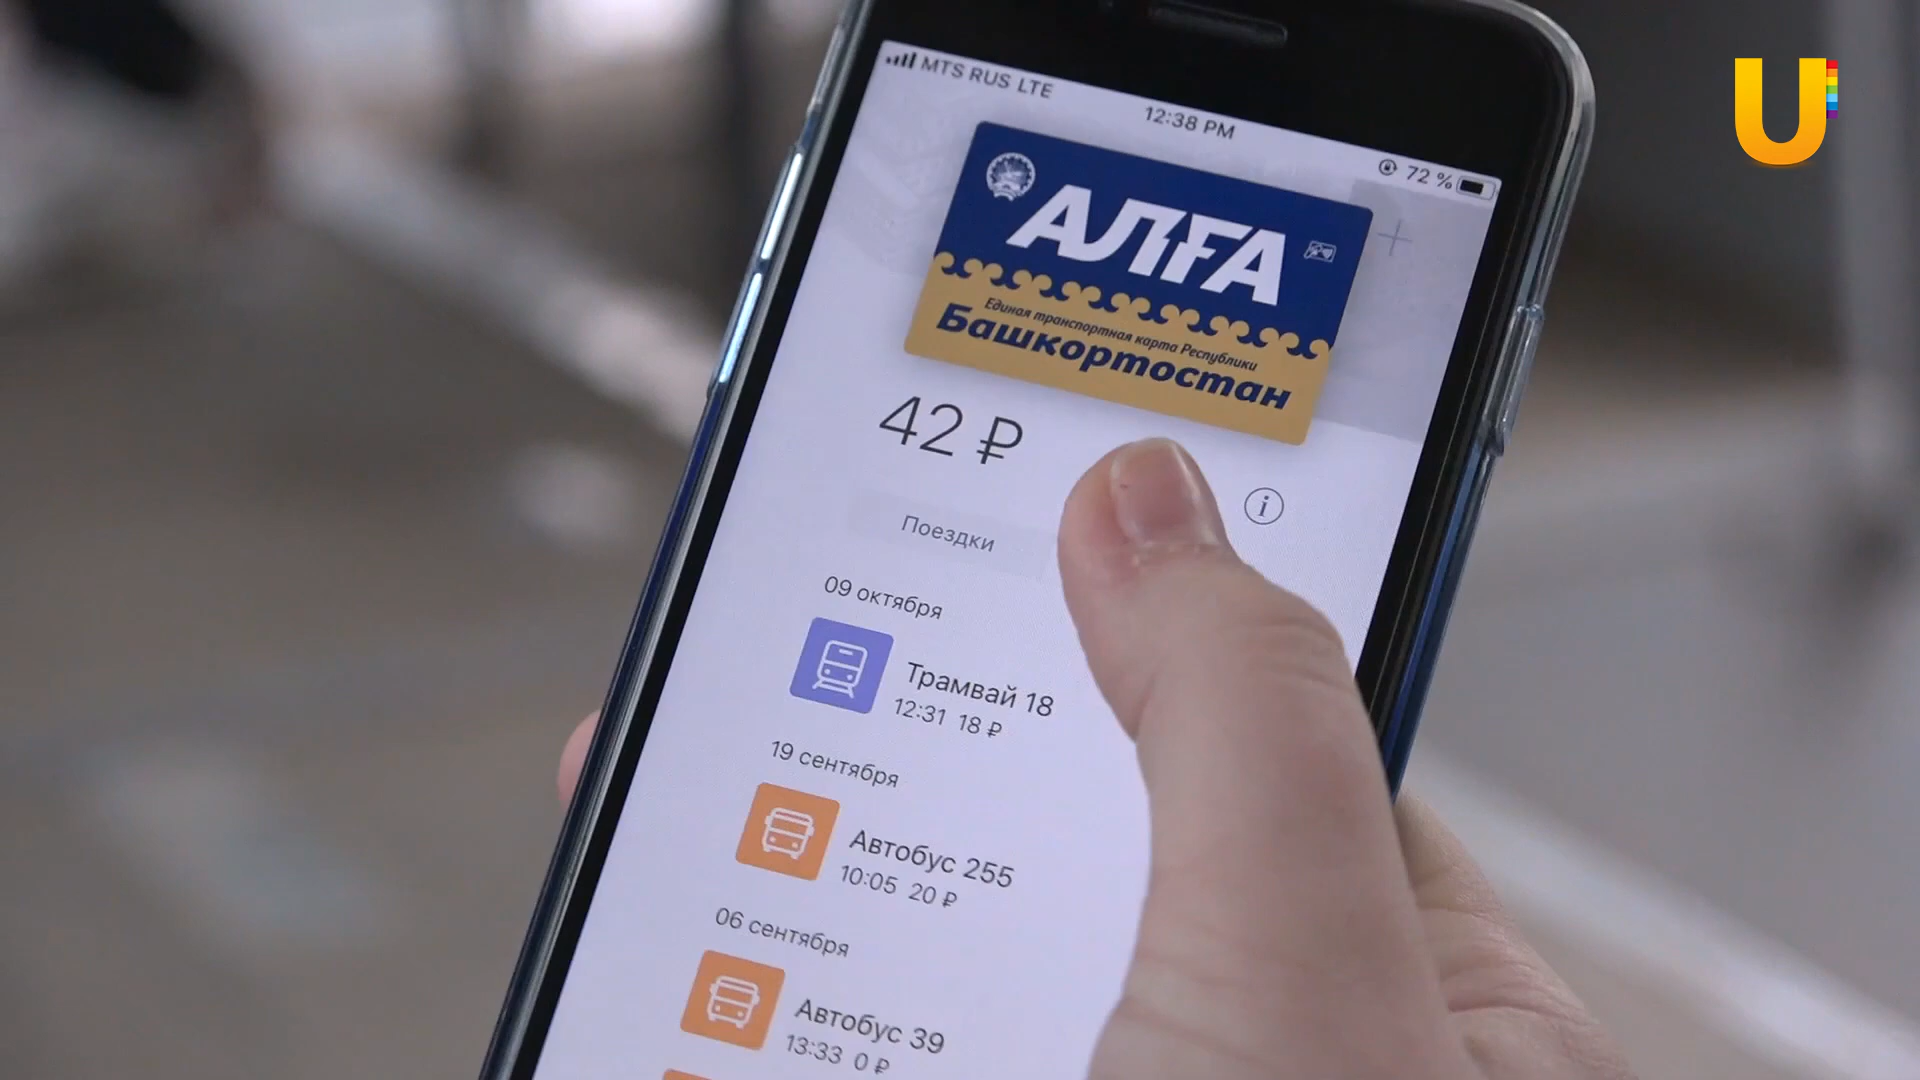 MTS RUS LTE
12:38 PM
72 %
U
АЛҒА
Единая транспортная карта Республики
Башкортостан
42 ₽
Поездки
09 октября
Трамвай 18
12:31 18 ₽
19 сентября
Автобус 255
10:05 20 ₽
06 сентября
Автобус 39
13:33 0 ₽